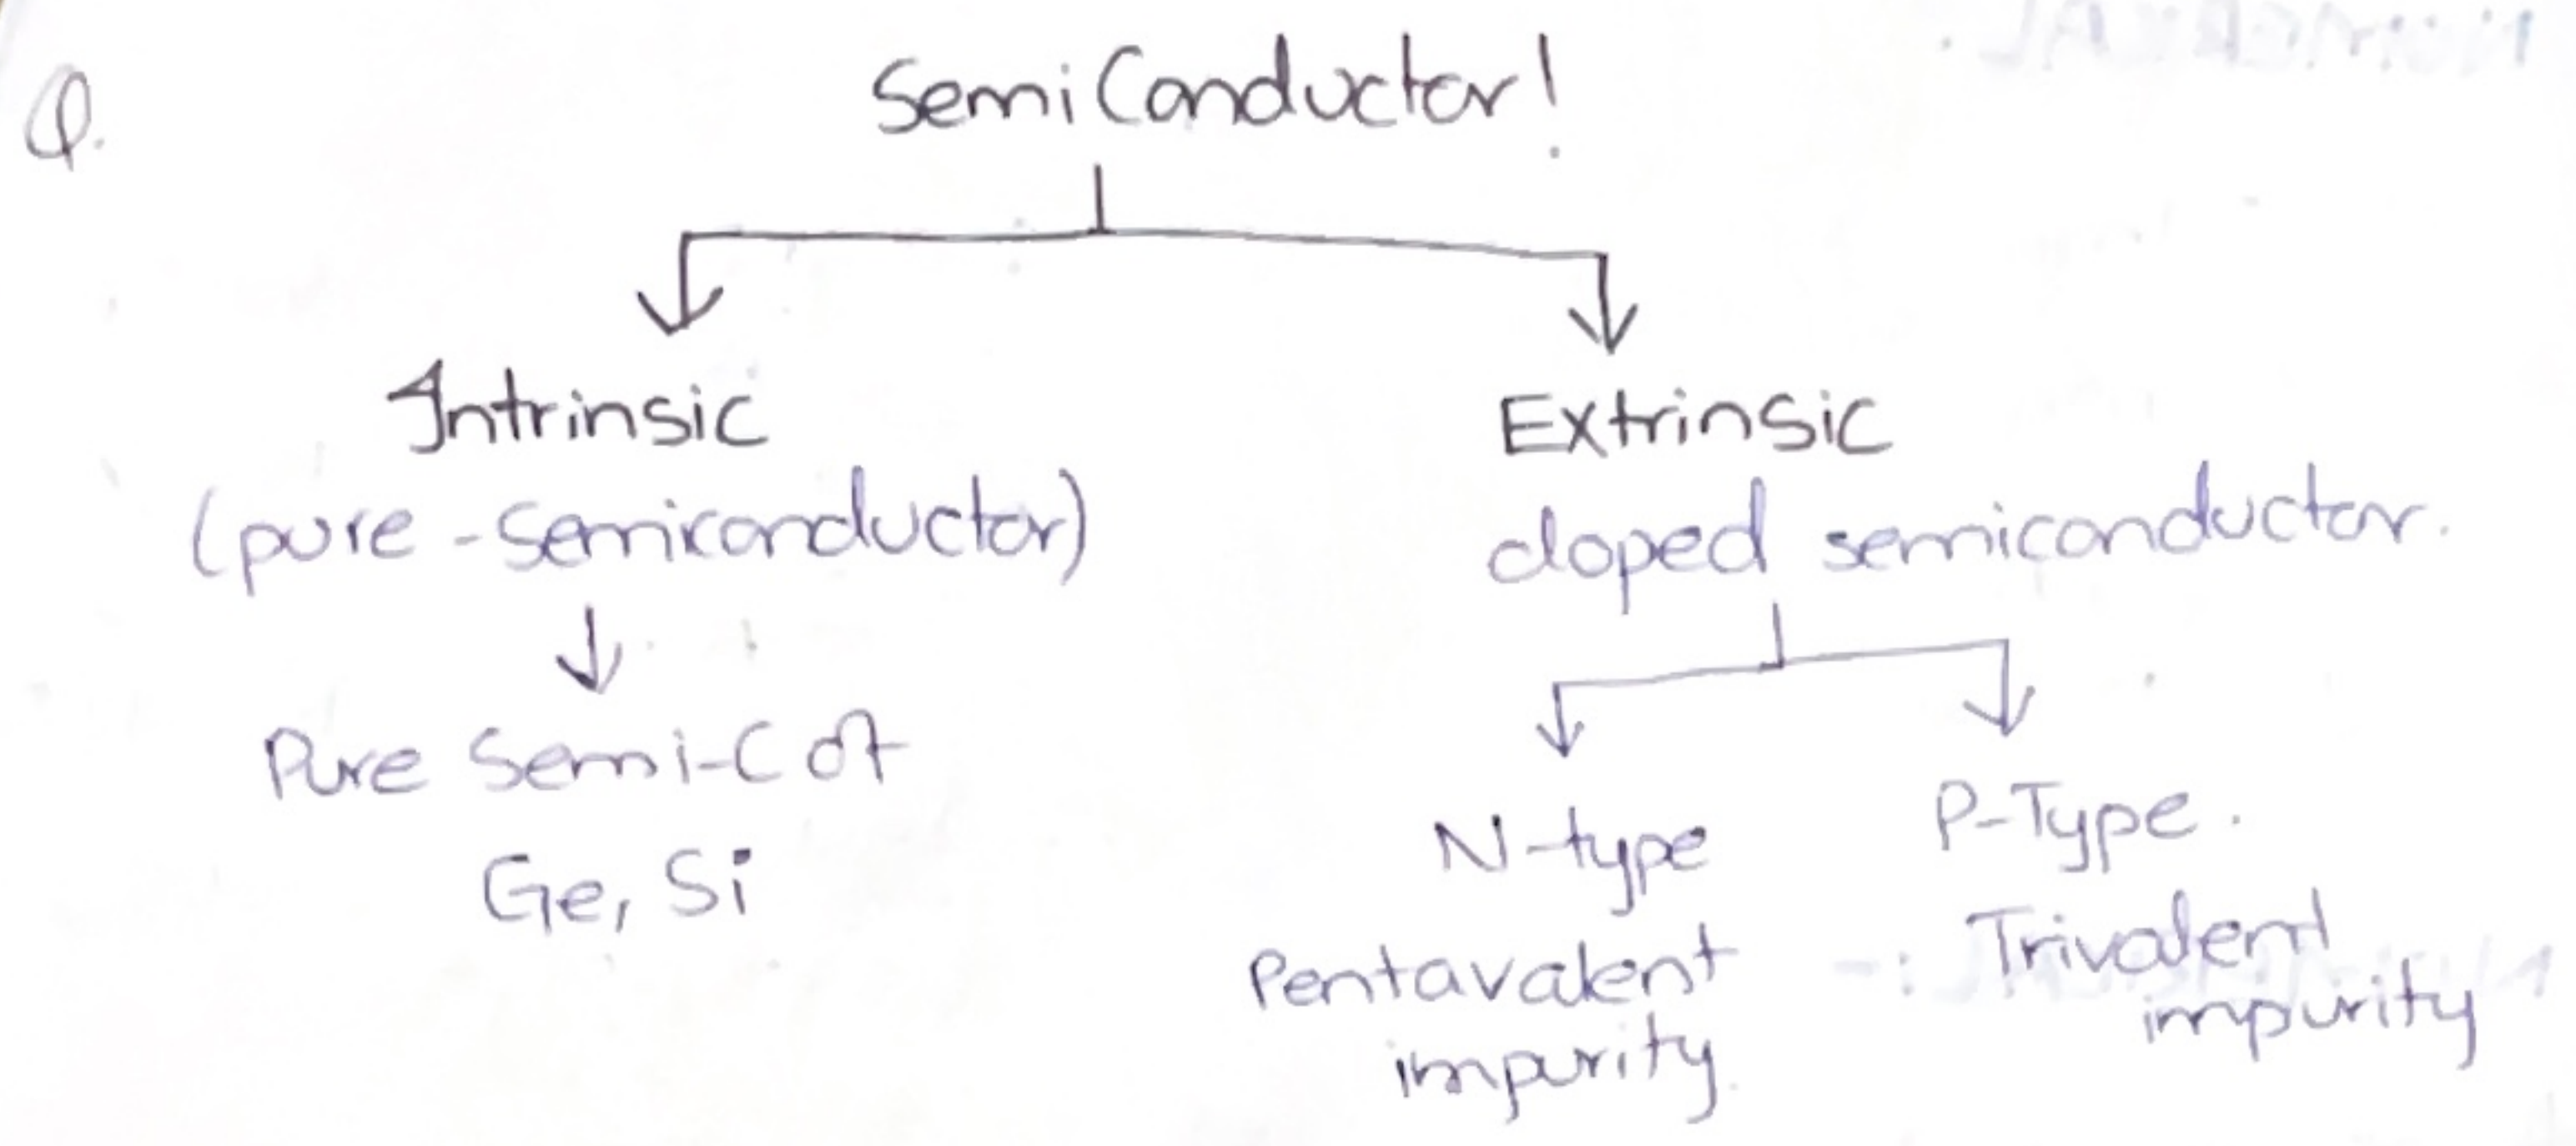 Q.
Semi Conductor!
Intrinsic
(pure - semiconductor)
Pure Semi-C of
Ge, Si
Extrinsic
doped semiconductor.
N-type
Pentavalent
impurity
P-Type.
Trivalent
impurity